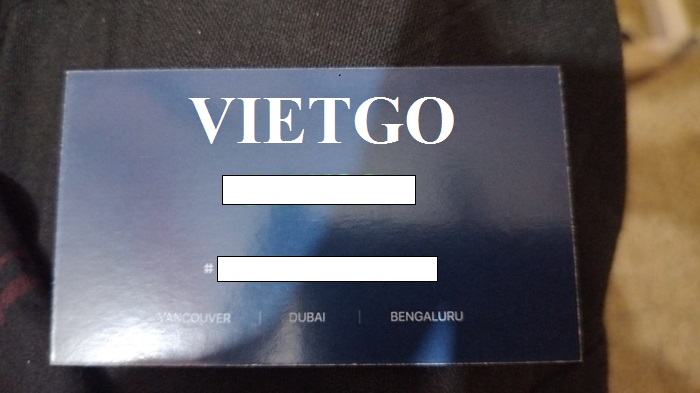 VIETGO
#
VANCOUVER | DUBAI | BENGALURU